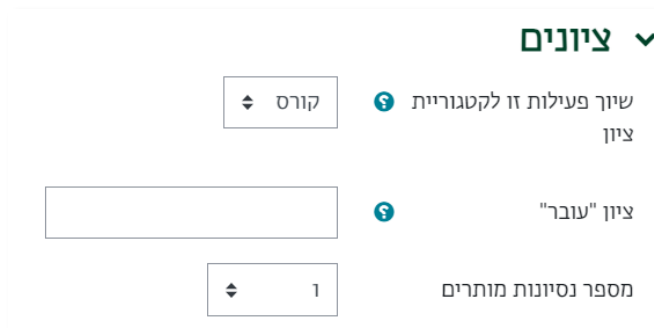 ציונים
שיוך פעילות זו לקטגוריית
ציון
קורס
ציון "עובר"
מספר נסיונות מותרים
1